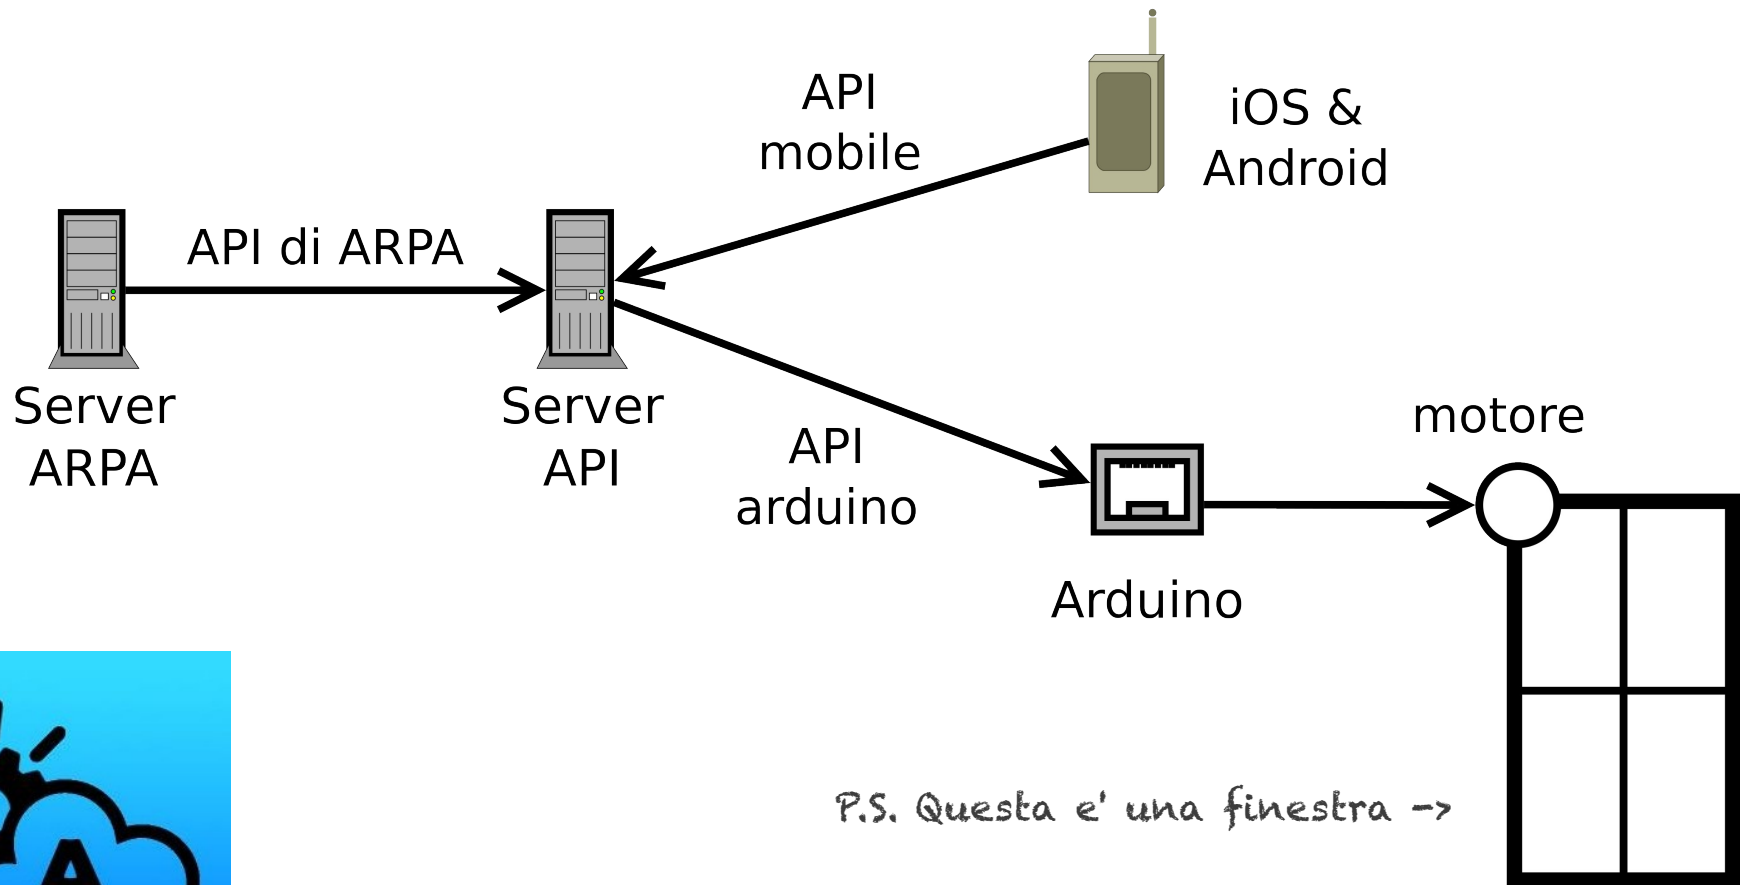 API
mobile
iOS &
Android
API di ARPA
Server
ARPA
Server
API
API
arduino
motore
Arduino
P.S. Questa e' una finestra ->
A